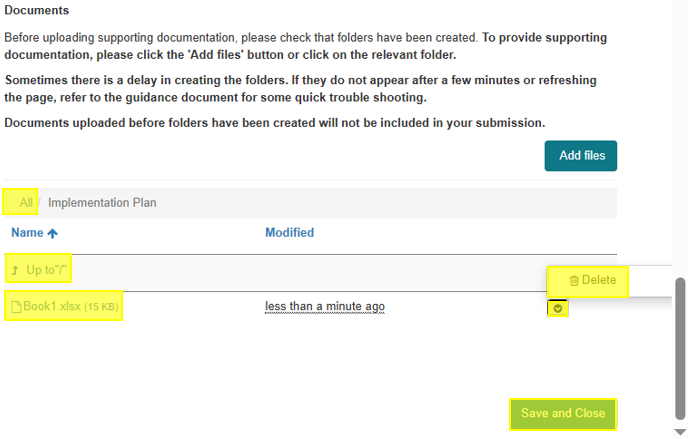 Documents
Before uploading supporting documentation, please check that folders have been created. To provide supporting
documentation, please click the 'Add files' button or click on the relevant folder.
Sometimes there is a delay in creating the folders. If they do not appear after a few minutes or refreshing
the page, refer to the guidance document for some quick trouble shooting.
Documents uploaded before folders have been created will not be included in your submission.
Add files
All / Implementation Plan
Name Modified
Up to"/"
Delete
Book1.xlsx (15 KB) less than a minute ago
Save and Close